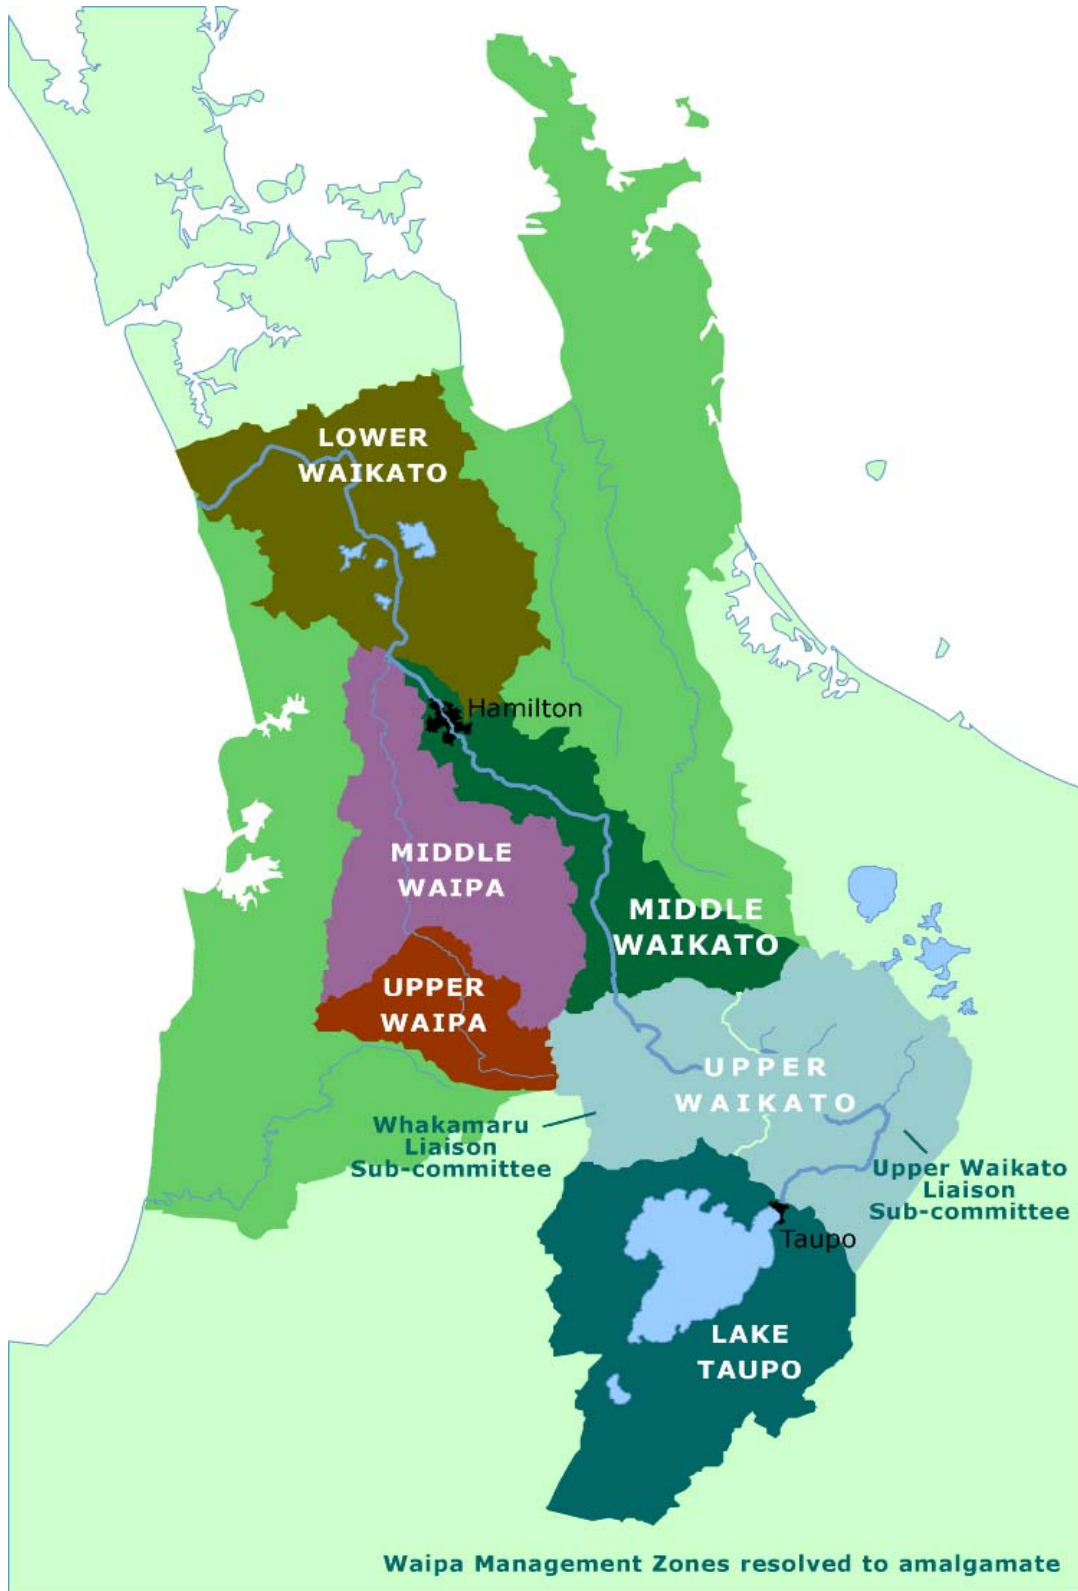 LOWER
WAIKATO
Hamilton
MIDDLE
WAIPA
MIDDLE
WAIKATO
UPPER
WAIPA
UPPER
WAIKATO
Whakamaru
Liaison
Sub-committee
Upper Waikato
Liaison
Sub-committee
Taupo
LAKE
TAUPO
Waipa Management Zones resolved to amalgamate